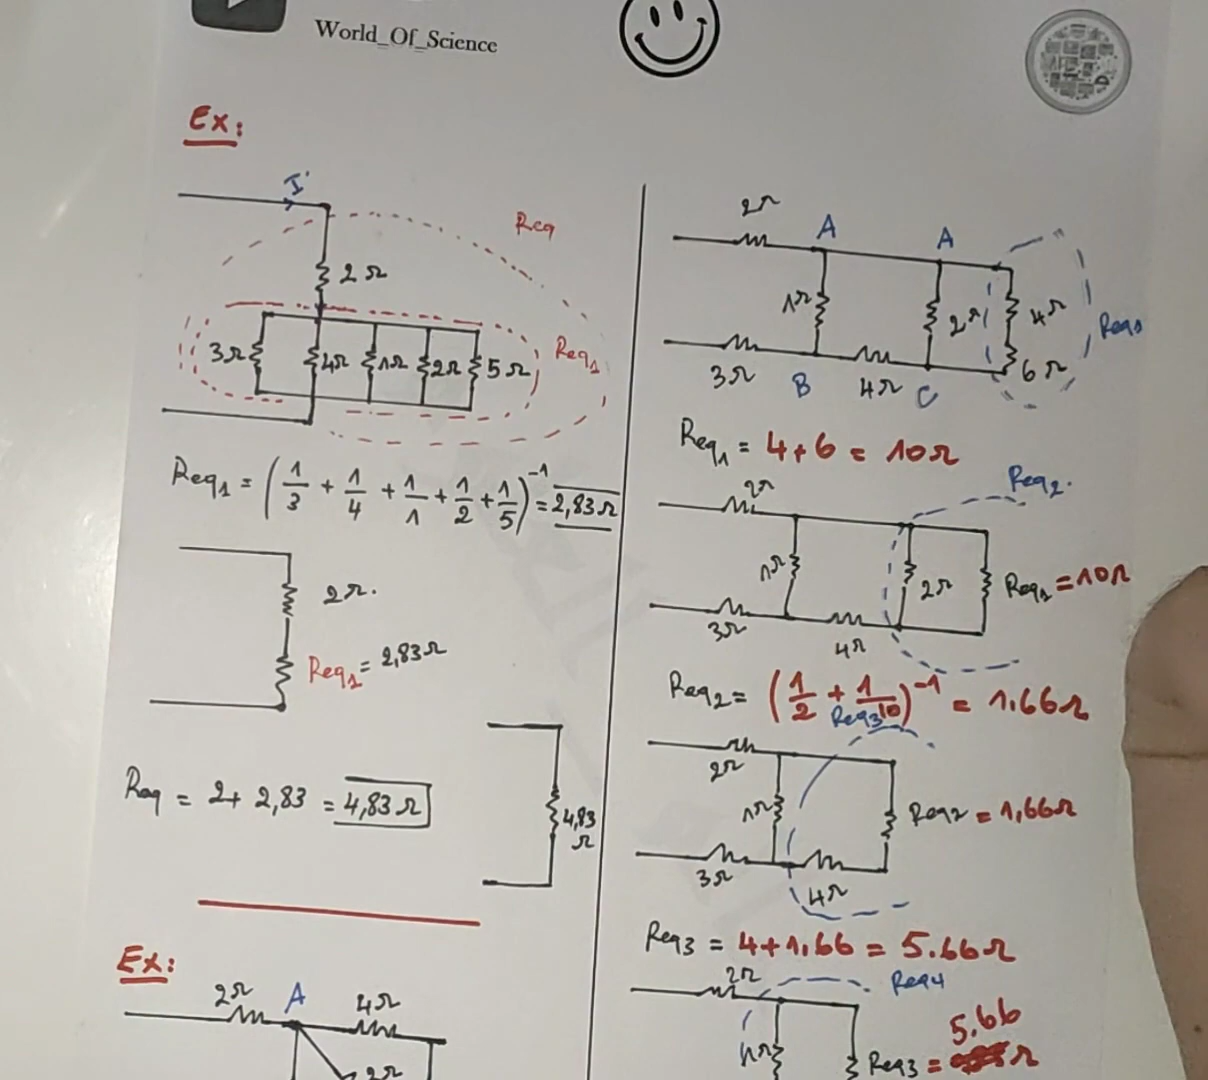 World_Of_Science
Ex:
I
Req
2Ω
3Ω 4Ω 1Ω 2Ω 5Ω
Req1
Req1 = (1/3 + 1/4 + 1/1 + 1/2 + 1/5)^-1 = 2,83Ω
2Ω.
Req1 = 2,83Ω
Req = 2+ 2,83 = 4,83Ω
4,83
Ω
Ex:
2Ω A 4Ω
2Ω
2Ω A A
1Ω 2Ω 4Ω
Req1
3Ω B 4Ω C 6Ω
Req1 = 4+6 = 10Ω
2Ω Req2.
1Ω 2Ω Req1 = 10Ω
3Ω 4Ω
Req2 = (1/2 + 1/10)^-1 = 1.66Ω
Req3
2Ω
1Ω Req2 = 1,66Ω
3Ω 4Ω
Req3 = 4+1.66 = 5.66Ω
2Ω Req4
5.66
1Ω Req3 = Ω